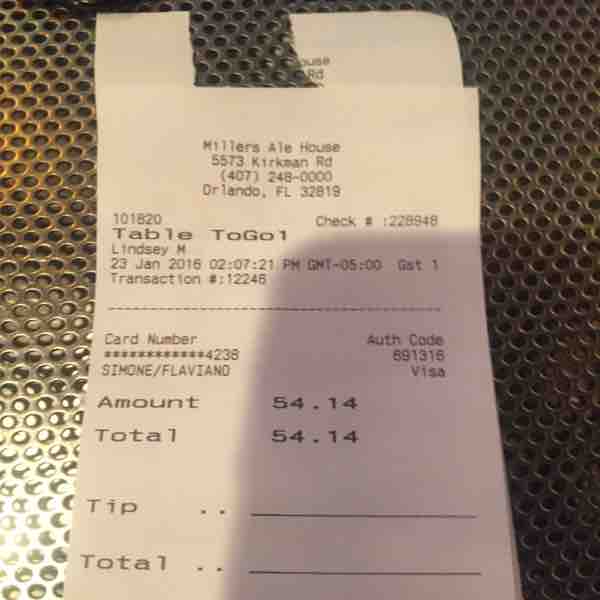 Rd
Millers Ale House
5573 Kirkman Rd
(407) 248-0000
Orlando, FL 32819
101820 Check # :228948
Table ToGo1
Lindsey M
23 Jan 2016 02:07:21 PM GMT-05:00 Gst 1
Transaction #:12246
Card Number Auth Code
************4238 691316
SIMONE/FLAVIANO Visa
Amount 54.14
Total 54.14
Tip ..
Total ..